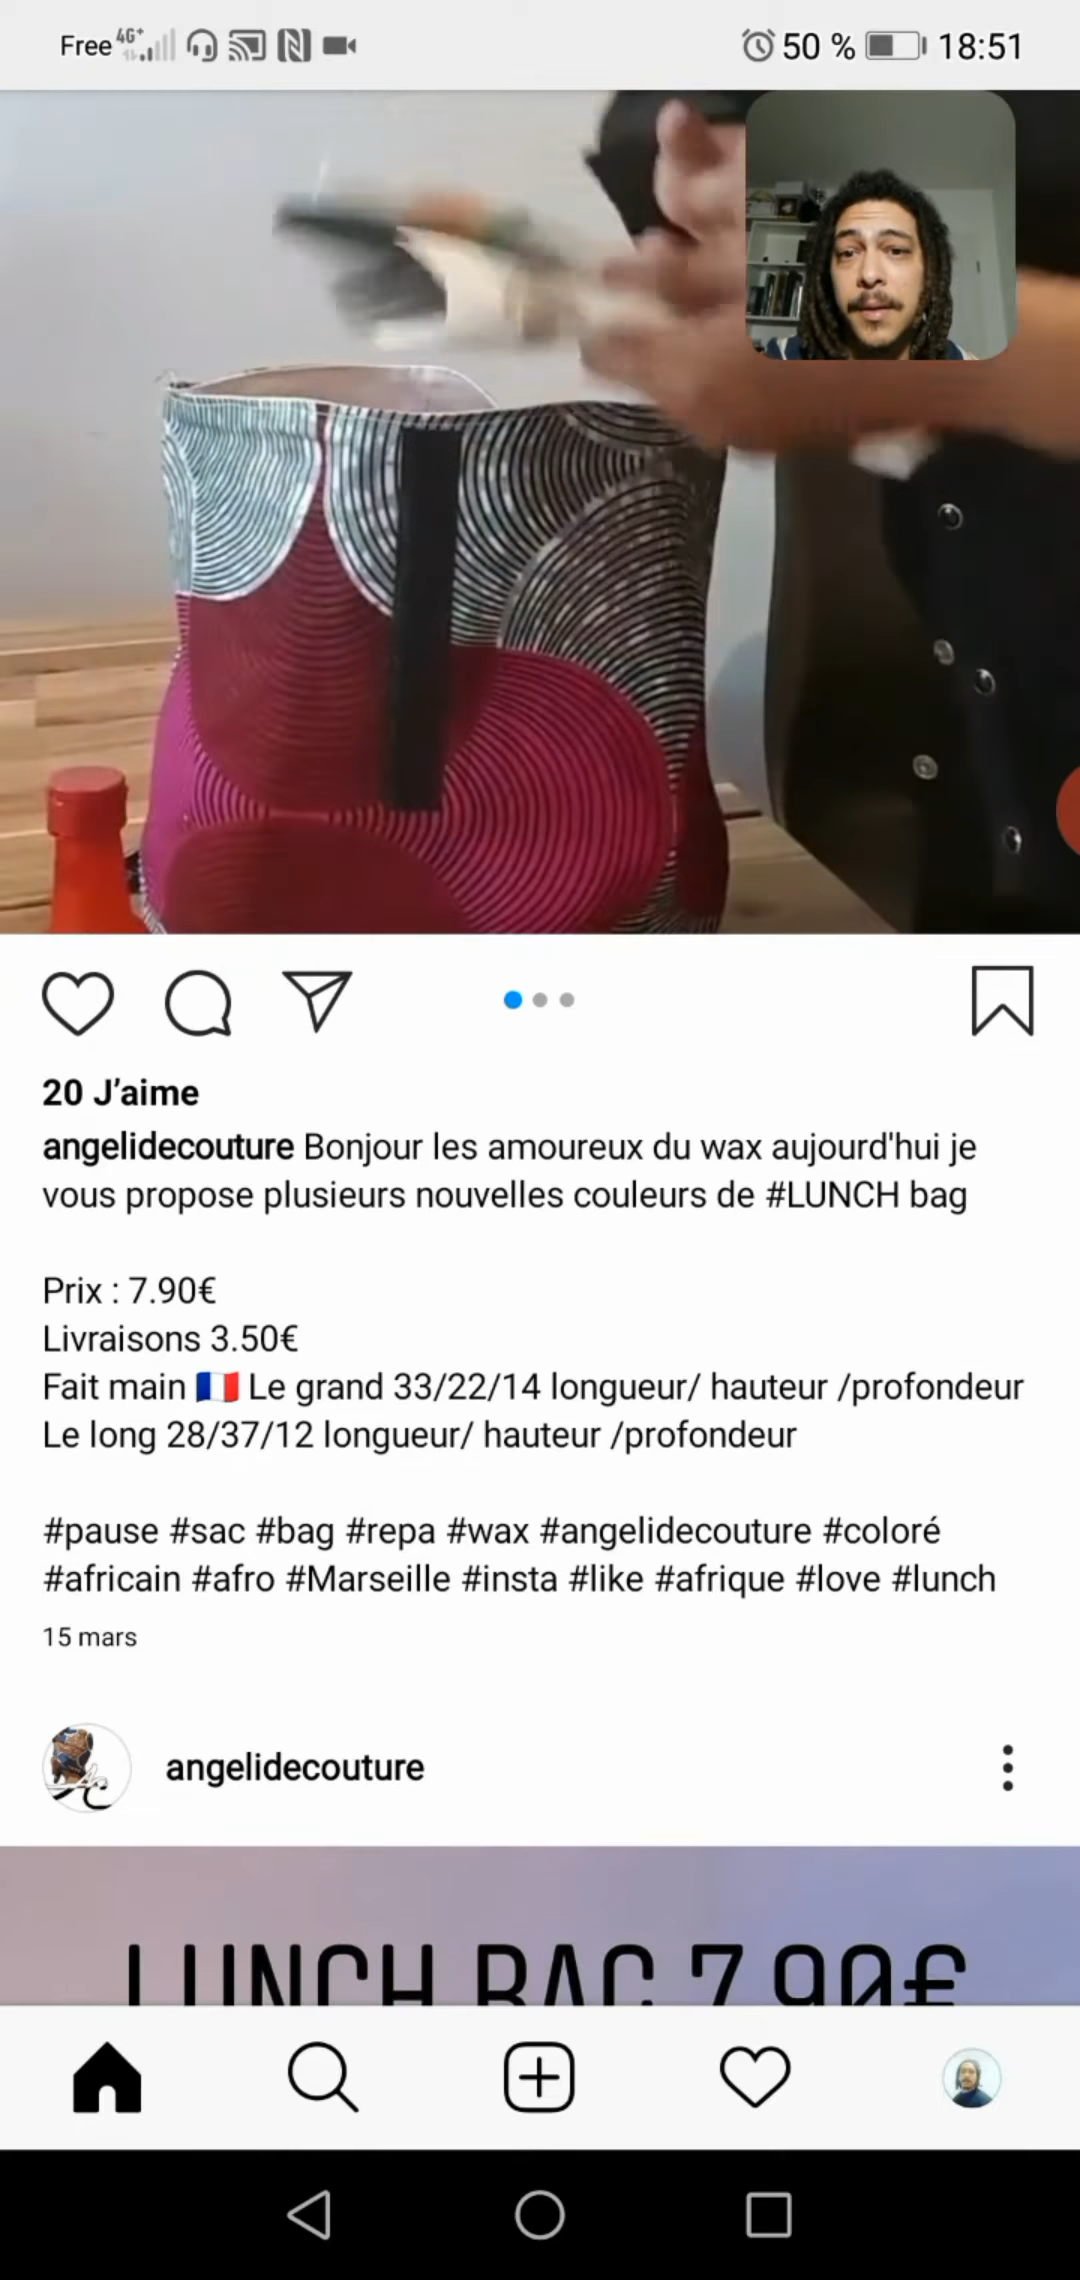 Free 4G+ 50 % 18:51
20 J’aime
angelidecouture Bonjour les amoureux du wax aujourd'hui je
vous propose plusieurs nouvelles couleurs de #LUNCH bag
Prix : 7.90€
Livraisons 3.50€
Fait main 🇫🇷 Le grand 33/22/14 longueur/ hauteur /profondeur
Le long 28/37/12 longueur/ hauteur /profondeur
#pause #sac #bag #repa #wax #angelidecouture #coloré
#africain #afro #Marseille #insta #like #afrique #love #lunch
15 mars
angelidecouture
LUNCH BAG 7.90€